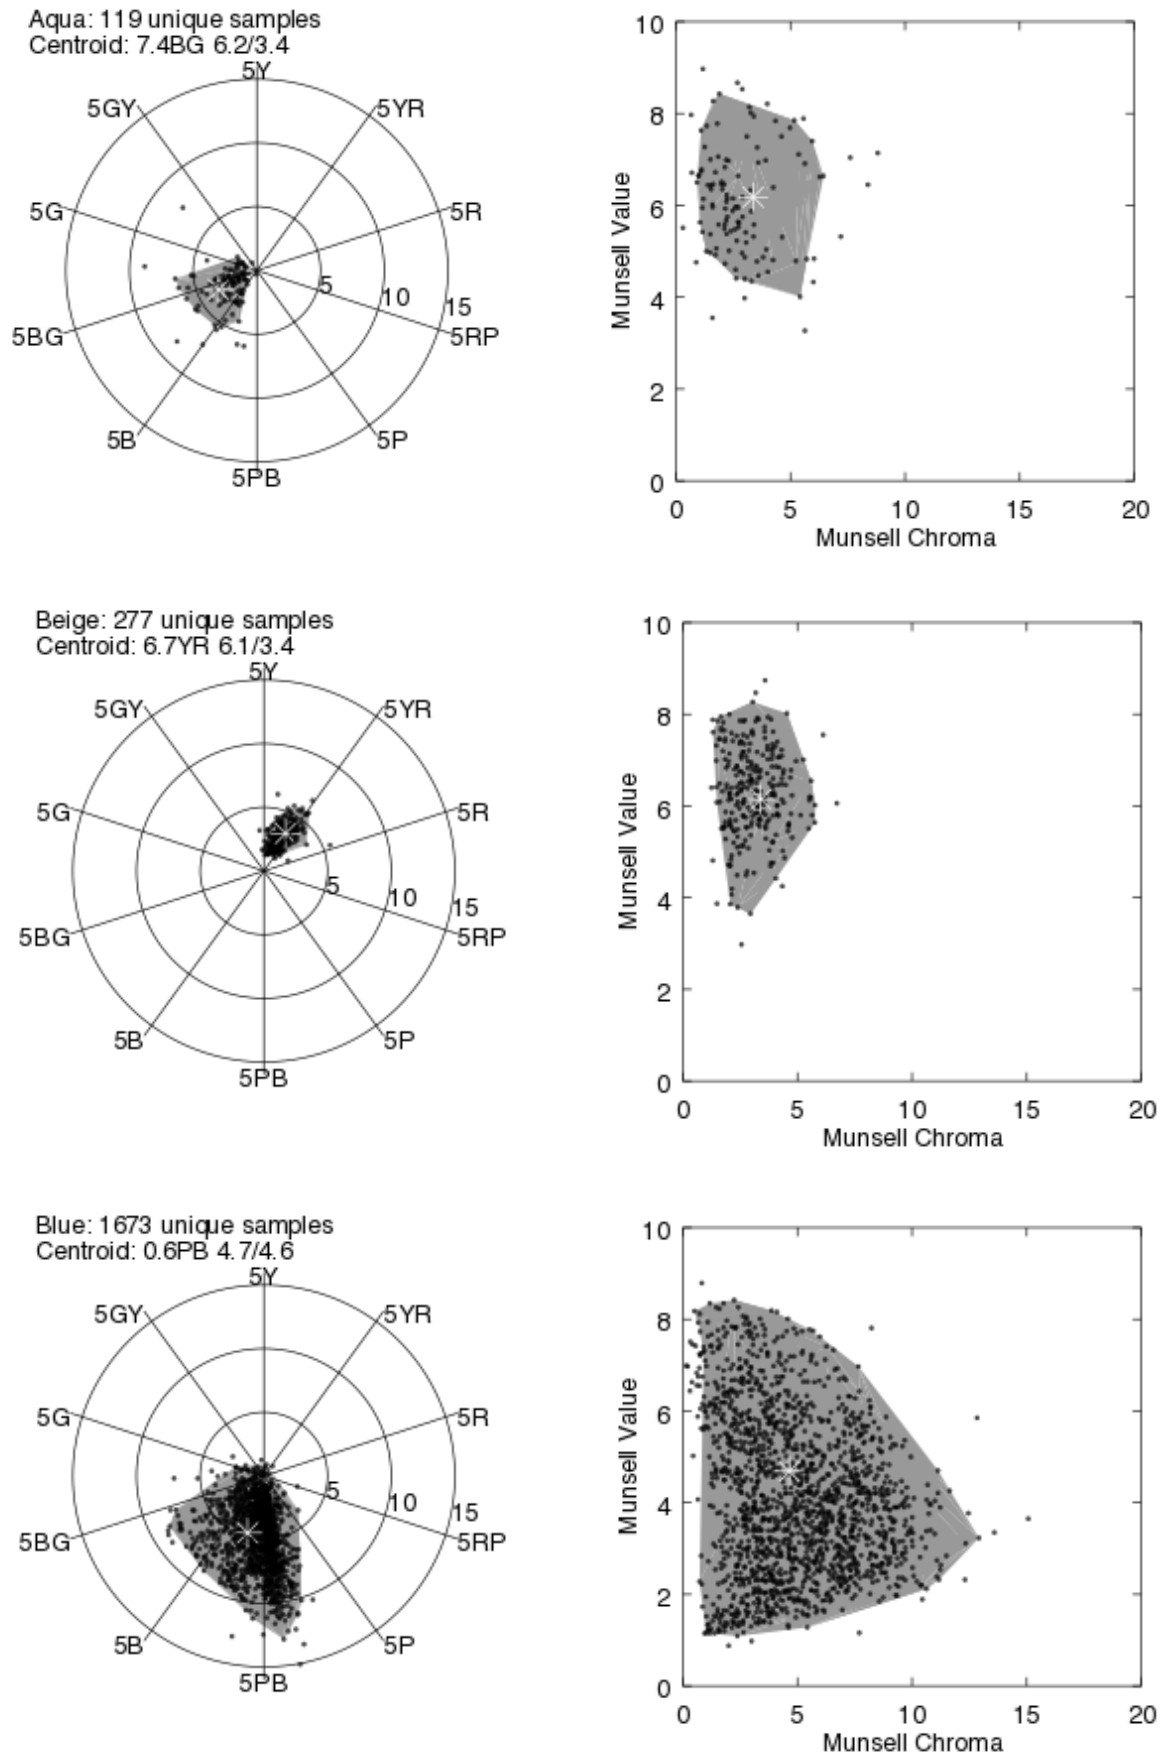 Aqua: 119 unique samples
Centroid: 7.4BG 6.2/3.4
5Y
5GY
5YR
5G
5R
5
10
15
5BG
5RP
5B
5P
5PB
10
8
6
4
2
0
Munsell Value
0 5 10 15 20
Munsell Chroma
Beige: 277 unique samples
Centroid: 6.7YR 6.1/3.4
5Y
5GY
5YR
5G
5R
5
10
15
5BG
5RP
5B
5P
5PB
10
8
6
4
2
0
Munsell Value
0 5 10 15 20
Munsell Chroma
Blue: 1673 unique samples
Centroid: 0.6PB 4.7/4.6
5Y
5GY
5YR
5G
5R
5
10
15
5BG
5RP
5B
5P
5PB
10
8
6
4
2
0
Munsell Value
0 5 10 15 20
Munsell Chroma